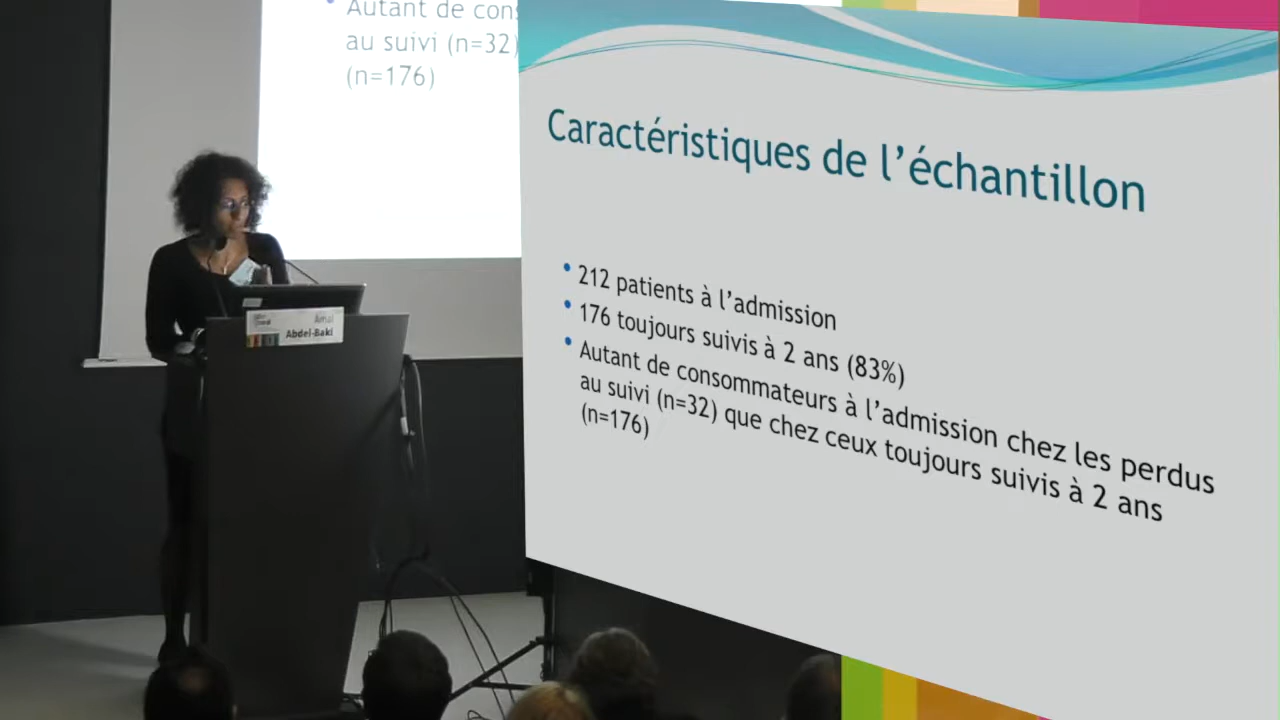 Autant de cons
au suivi (n=32)
(n=176)
Amal
Abdel-Baki
Caractéristiques de l'échantillon
• 212 patients à l'admission
• 176 toujours suivis à 2 ans (83%)
• Autant de consommateurs à l'admission chez les perdus
au suivi (n=32) que chez ceux toujours suivis à 2 ans
(n=176)